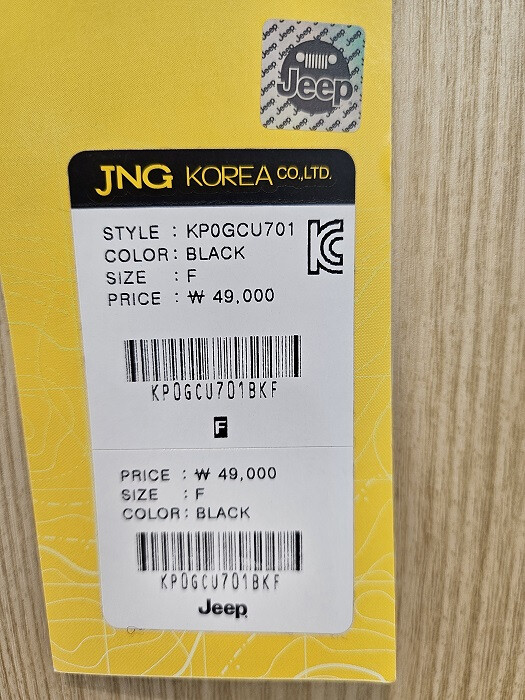 Jeep
JNG KOREA CO.,LTD.
STYLE : KP0GCU701
COLOR : BLACK
SIZE : F
PRICE : ₩ 49,000
KC
KP0GCU701BKF
F
PRICE : ₩ 49,000
SIZE : F
COLOR : BLACK
KP0GCU701BKF
Jeep